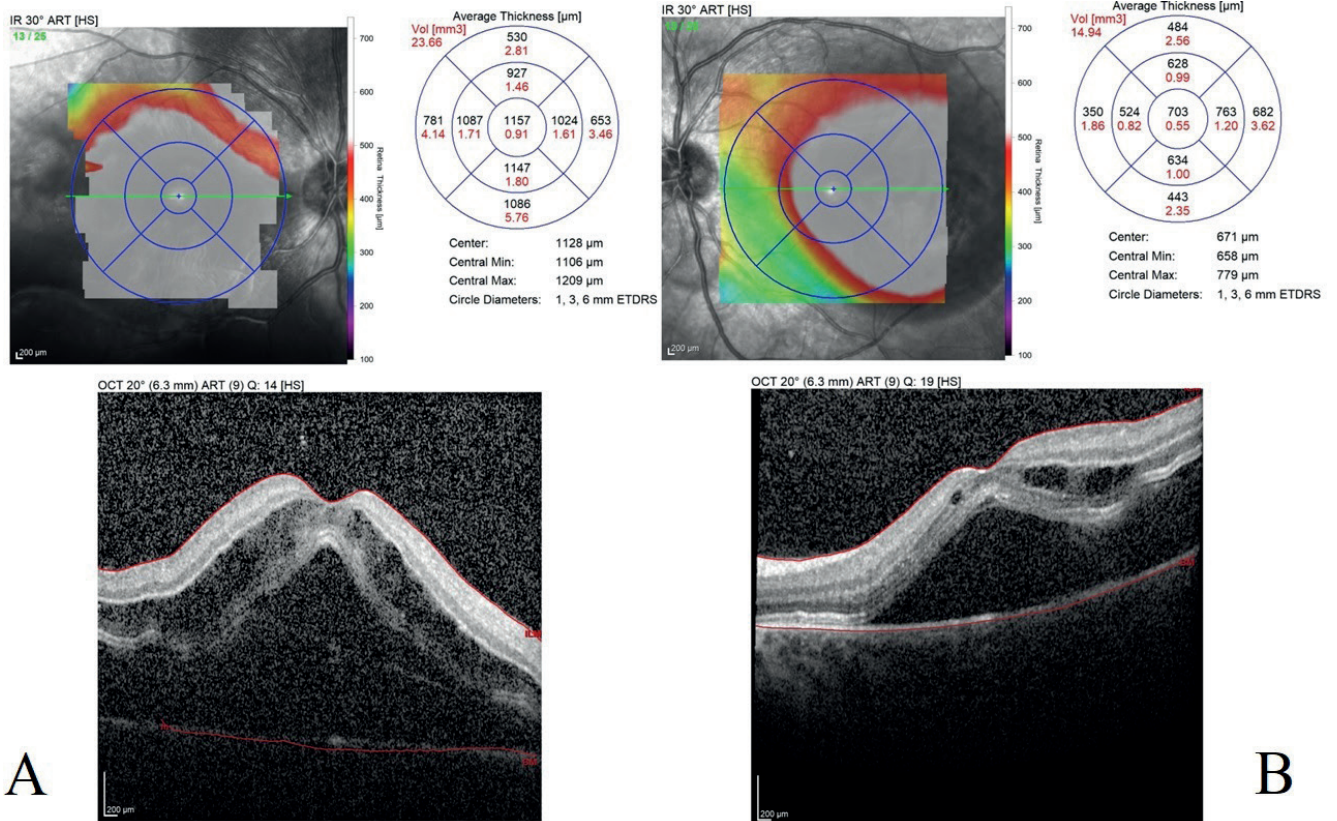 IR 30° ART [HS]
13 / 25
700
600
500
400
300
200
100
Retina Thickness [µm]
200 µm
Average Thickness [µm]
Vol [mm3]
23.66
530
2.81
927
1.46
781 1087 1157 1024 653
4.14 1.71 0.91 1.61 3.46
1147
1.80
1086
5.76
Center: 1128 µm
Central Min: 1106 µm
Central Max: 1209 µm
Circle Diameters: 1, 3, 6 mm ETDRS
IR 30° ART [HS]
700
600
500
400
300
200
100
Retina Thickness [µm]
200 µm
Average Thickness [µm]
Vol [mm3]
14.94
484
2.56
628
0.99
350 524 703 763 682
1.86 0.82 0.55 1.20 3.62
634
1.00
443
2.35
Center: 671 µm
Central Min: 658 µm
Central Max: 779 µm
Circle Diameters: 1, 3, 6 mm ETDRS
OCT 20° (6.3 mm) ART (9) Q: 14 [HS]
200 µm
A
OCT 20° (6.3 mm) ART (9) Q: 19 [HS]
200 µm
B